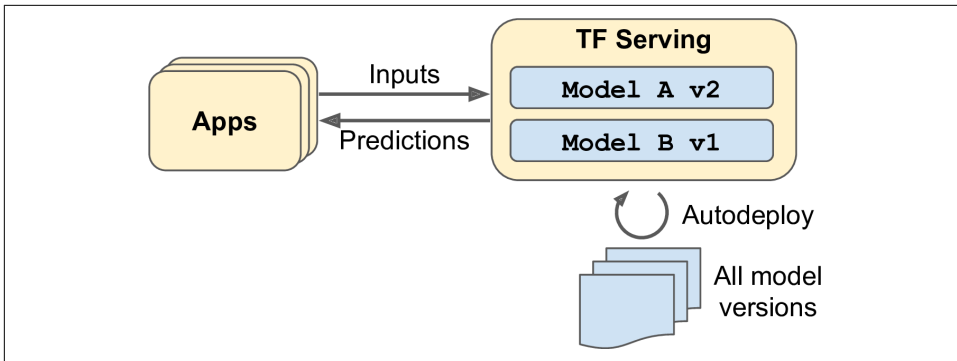 TF Serving
Inputs
Model A v2
Apps
Predictions
Model B v1
Autodeploy
All model
versions